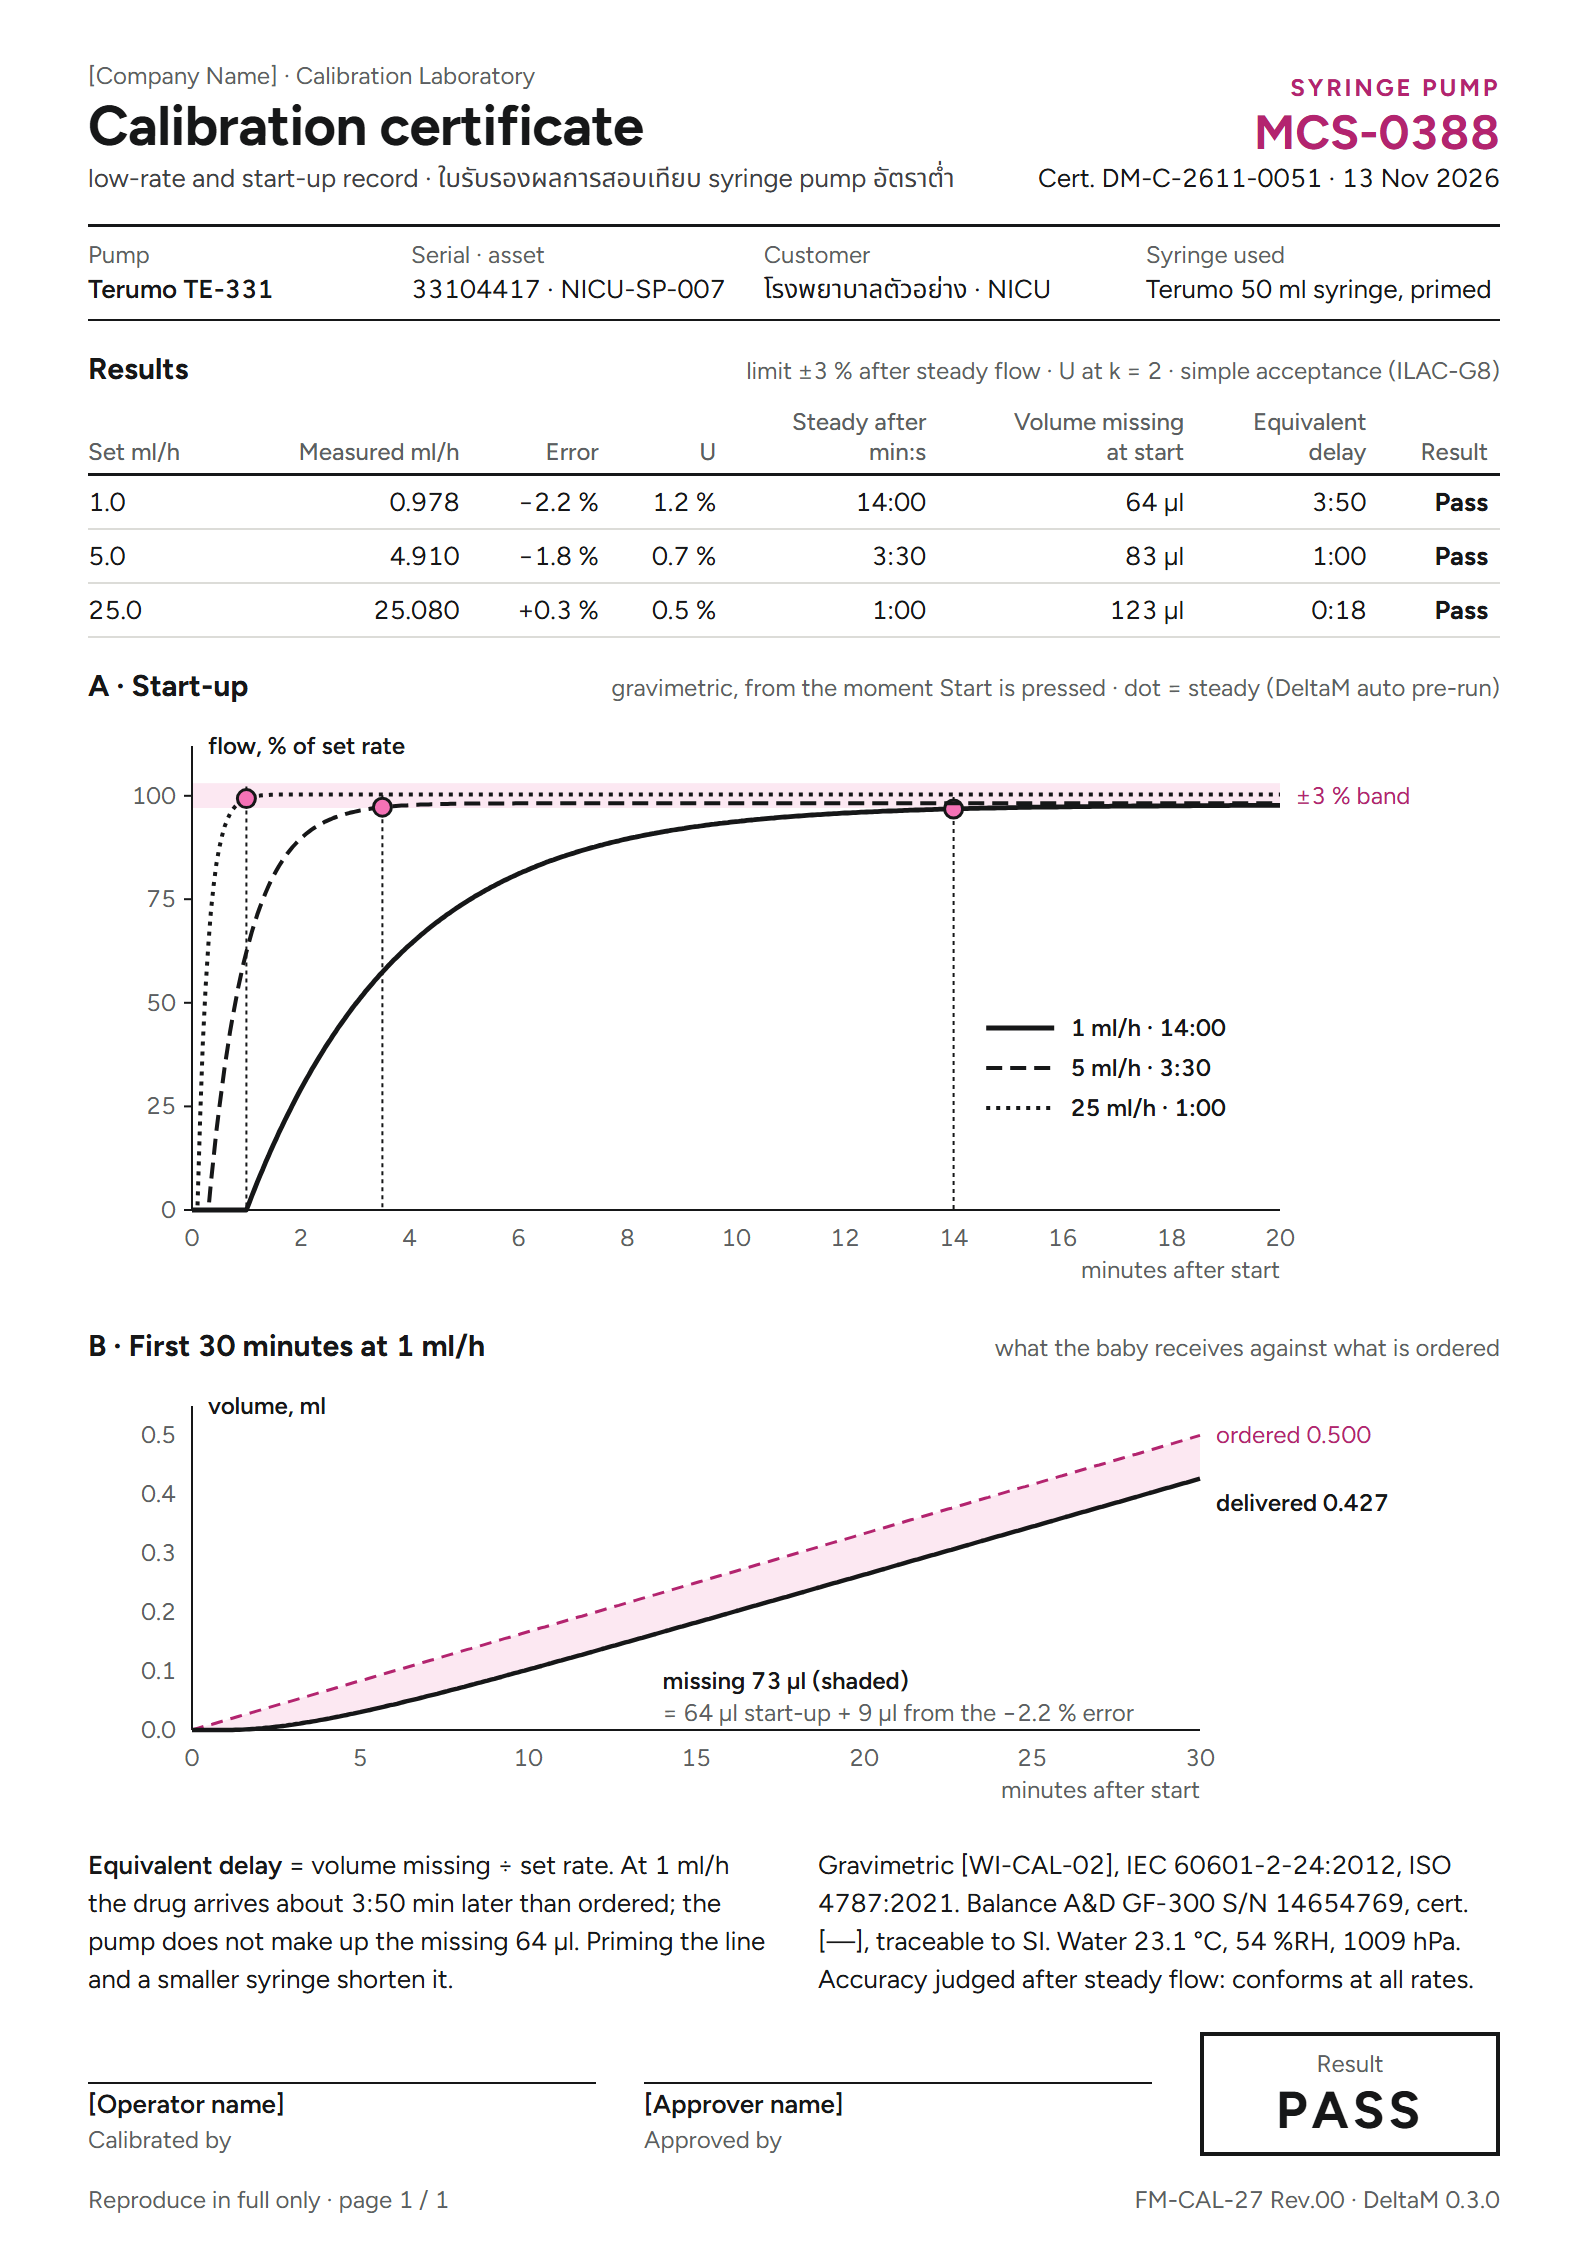 [Company Name] · Calibration Laboratory
Calibration certificate
low-rate and start-up record · ใบรับรองผลการสอบเทียบ syringe pump อัตราต่ำ
SYRINGE PUMP
MCS-0388
Cert. DM-C-2611-0051 · 13 Nov 2026
Pump
Serial · asset
Customer
Syringe used
Terumo TE-331
33104417 · NICU-SP-007
โรงพยาบาลตัวอย่าง · NICU
Terumo 50 ml syringe, primed
Results
limit ±3 % after steady flow · U at k = 2 · simple acceptance (ILAC-G8)
Set ml/h Measured ml/h Error U Steady after min:s Volume missing at start Equivalent delay Result
1.0 0.978 −2.2 % 1.2 % 14:00 64 µl 3:50 Pass
5.0 4.910 −1.8 % 0.7 % 3:30 83 µl 1:00 Pass
25.0 25.080 +0.3 % 0.5 % 1:00 123 µl 0:18 Pass
A · Start-up
gravimetric, from the moment Start is pressed · dot = steady (DeltaM auto pre-run)
flow, % of set rate
100
75
50
25
0
±3 % band
1 ml/h · 14:00
5 ml/h · 3:30
25 ml/h · 1:00
0 2 4 6 8 10 12 14 16 18 20
minutes after start
B · First 30 minutes at 1 ml/h
what the baby receives against what is ordered
volume, ml
0.5
0.4
0.3
0.2
0.1
0.0
ordered 0.500
delivered 0.427
missing 73 µl (shaded)
= 64 µl start-up + 9 µl from the −2.2 % error
0 5 10 15 20 25 30
minutes after start
Equivalent delay = volume missing ÷ set rate. At 1 ml/h
the drug arrives about 3:50 min later than ordered; the
pump does not make up the missing 64 µl. Priming the line
and a smaller syringe shorten it.
Gravimetric [WI-CAL-02], IEC 60601-2-24:2012, ISO
4787:2021. Balance A&D GF-300 S/N 14654769, cert.
[—], traceable to SI. Water 23.1 °C, 54 %RH, 1009 hPa.
Accuracy judged after steady flow: conforms at all rates.
[Operator name]
Calibrated by
[Approver name]
Approved by
Result
PASS
Reproduce in full only · page 1 / 1
FM-CAL-27 Rev.00 · DeltaM 0.3.0